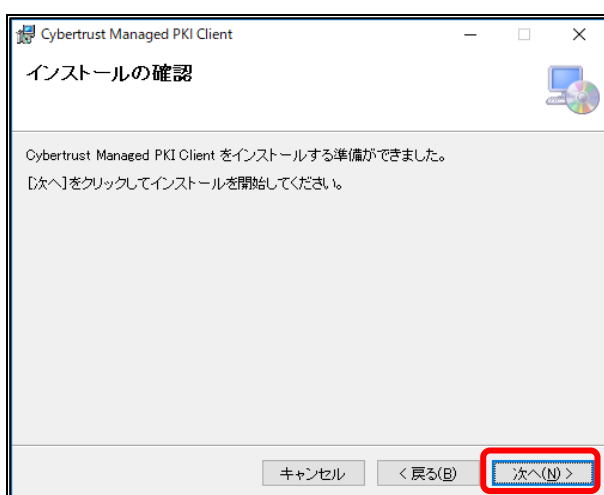 Cybertrust Managed PKI Client
インストールの確認
Cybertrust Managed PKI Client をインストールする準備ができました。
[次へ]をクリックしてインストールを開始してください。
キャンセル
< 戻る(B)
次へ(N) >